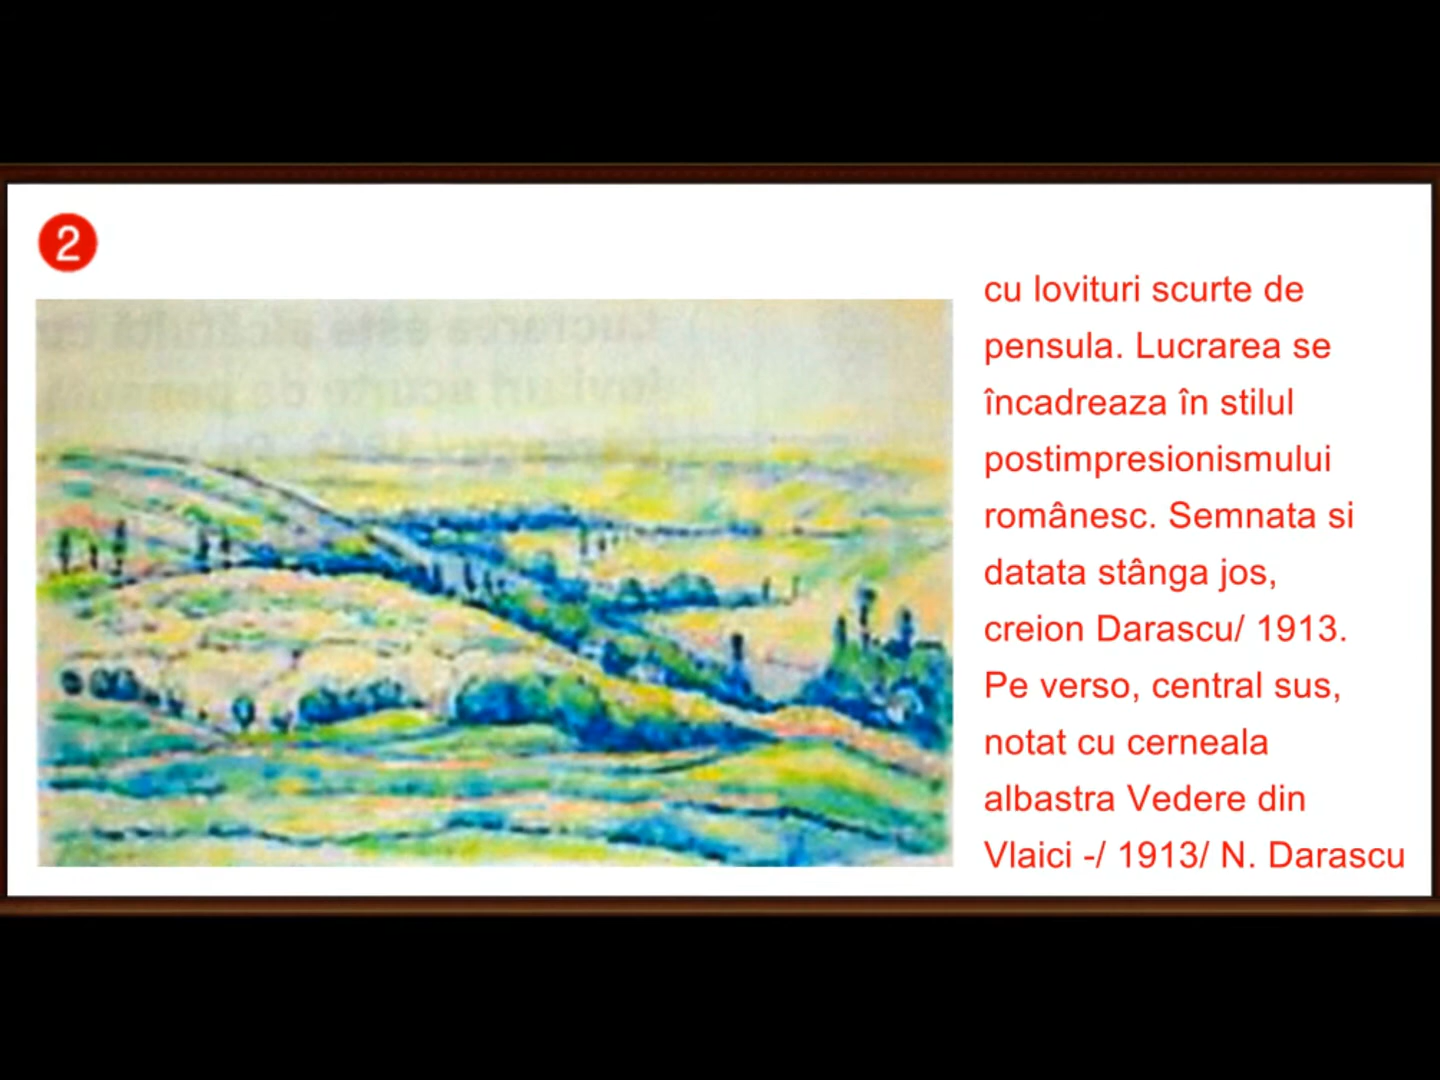 2
cu lovituri scurte de
pensula. Lucrarea se
încadreaza în stilul
postimpresionismului
românesc. Semnata si
datata stânga jos,
creion Darascu/ 1913.
Pe verso, central sus,
notat cu cerneala
albastra Vedere din
Vlaici -/ 1913/ N. Darascu